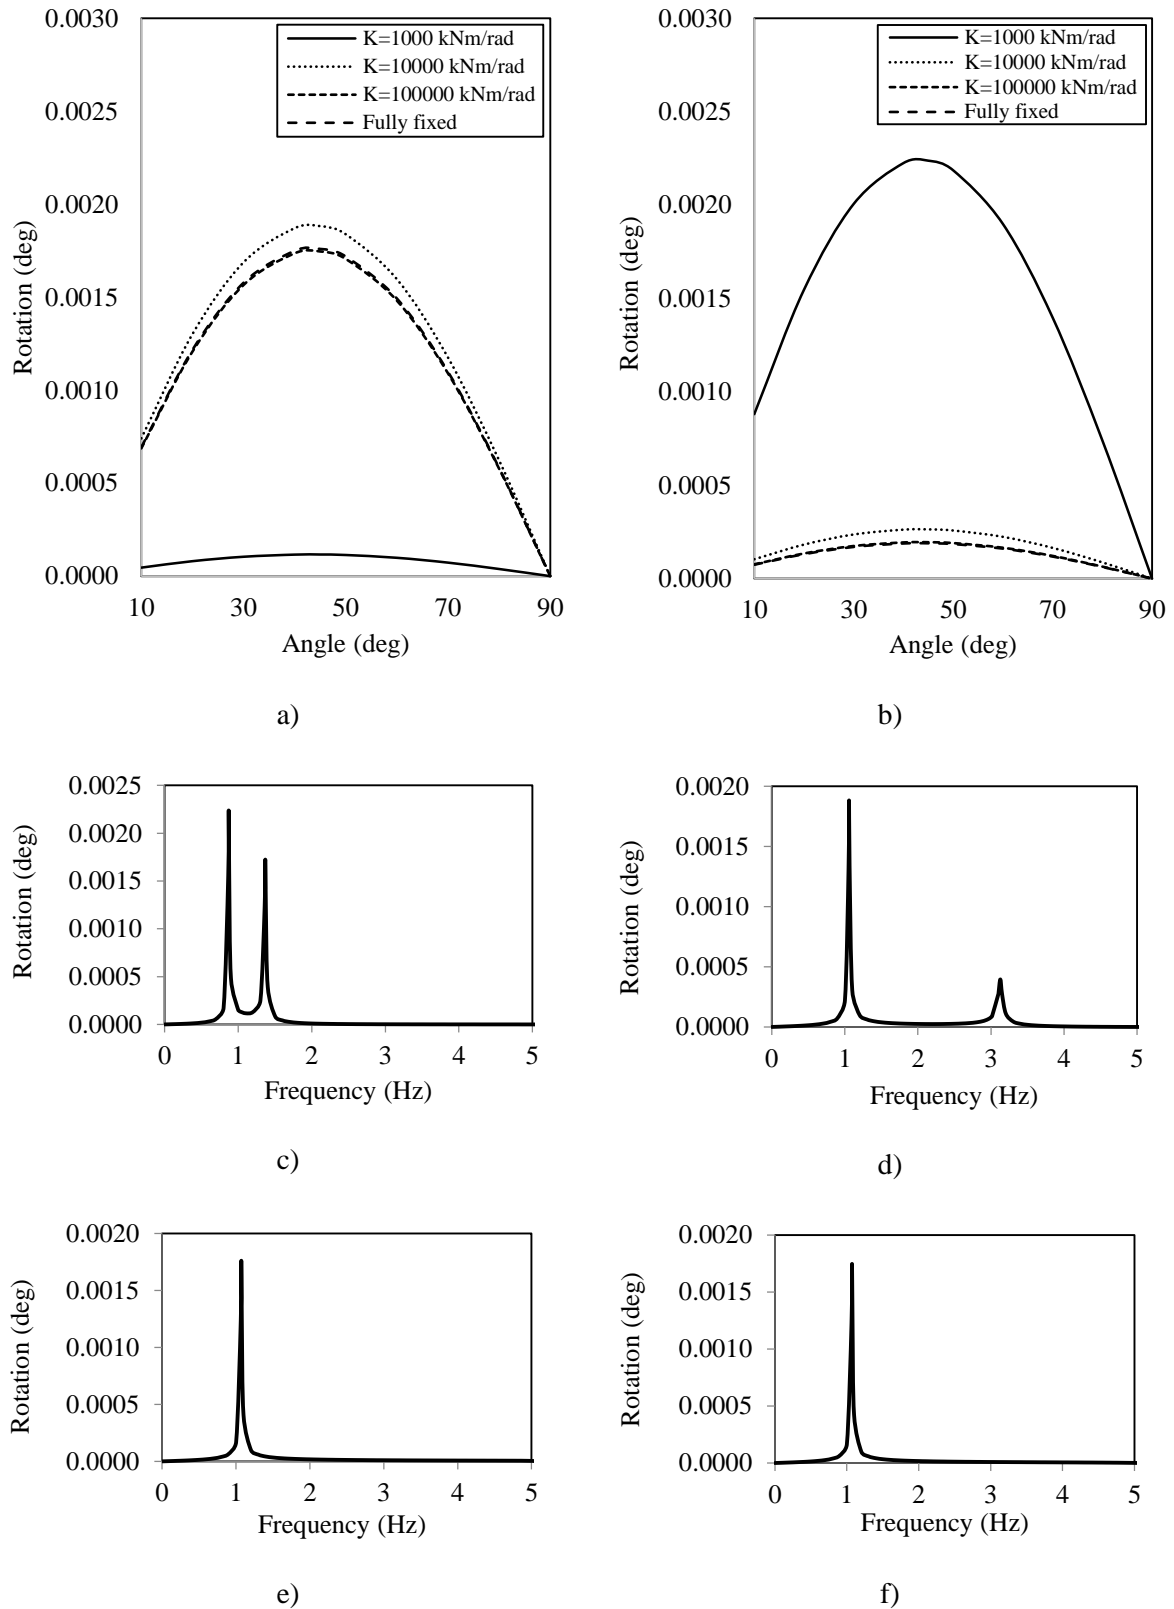 0.0030
0.0025
0.0020
0.0015
0.0010
0.0005
0.0000
Rotation (deg)
K=1000 kNm/rad
K=10000 kNm/rad
K=100000 kNm/rad
Fully fixed
10 30 50 70 90
Angle (deg)
a)
0.0030
0.0025
0.0020
0.0015
0.0010
0.0005
0.0000
Rotation (deg)
K=1000 kNm/rad
K=10000 kNm/rad
K=100000 kNm/rad
Fully fixed
10 30 50 70 90
Angle (deg)
b)
0.0025
0.0020
0.0015
0.0010
0.0005
0.0000
Rotation (deg)
0 1 2 3 4 5
Frequency (Hz)
c)
0.0020
0.0015
0.0010
0.0005
0.0000
Rotation (deg)
0 1 2 3 4 5
Frequency (Hz)
d)
0.0020
0.0015
0.0010
0.0005
0.0000
Rotation (deg)
0 1 2 3 4 5
Frequency (Hz)
e)
0.0020
0.0015
0.0010
0.0005
0.0000
Rotation (deg)
0 1 2 3 4 5
Frequency (Hz)
f)